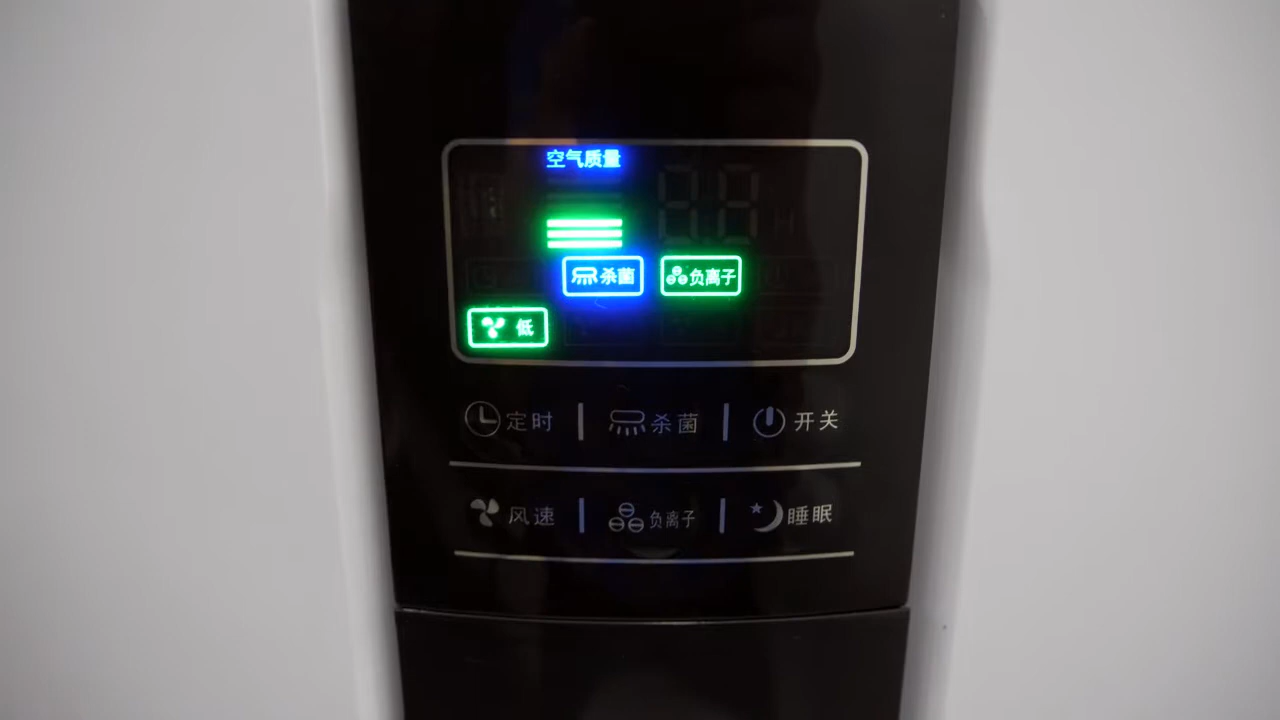 空气质量
杀菌 负离子
低
定时 杀菌 开关
风速 负离子 睡眠